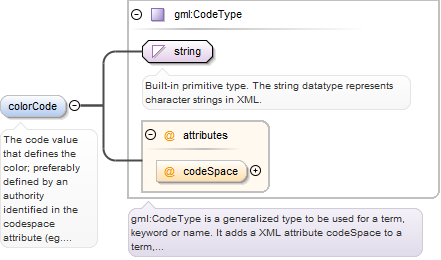 gml:CodeType
string
Built-in primitive type. The string datatype represents
character strings in XML.
colorCode
The code value
that defines the
color; preferably
defined by an
authority
identified in the
codespace
attribute (eg....
@ attributes
@ codeSpace
gml:CodeType is a generalized type to be used for a term,
keyword or name. It adds a XML attribute codeSpace to a
term,...